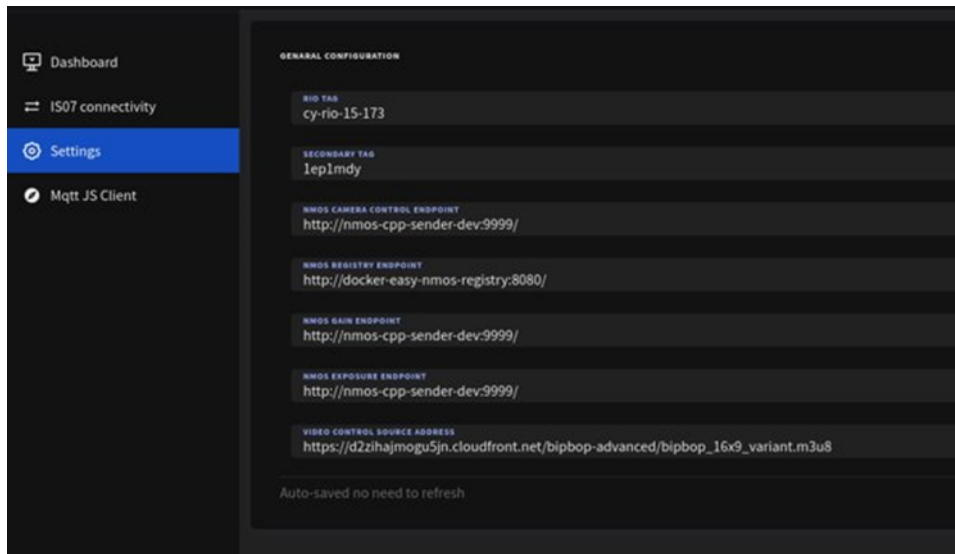 Dashboard
IS07 connectivity
Settings
Mqtt JS Client
GENARAL CONFIGURATION
RIO TAG
cy-rio-15-173
SECONDARY TAG
1ep1mdy
NMOS CAMERA CONTROL ENDPOINT
http://nmos-cpp-sender-dev:9999/
NMOS REGISTRY ENDPOINT
http://docker-easy-nmos-registry:8080/
NMOS GAIN ENDPOINT
http://nmos-cpp-sender-dev:9999/
NMOS EXPOSURE ENDPOINT
http://nmos-cpp-sender-dev:9999/
VIDEO CONTROL SOURCE ADDRESS
https://d2zihajmogu5jn.cloudfront.net/bipbop-advanced/bipbop_16x9_variant.m3u8
Auto-saved no need to refresh